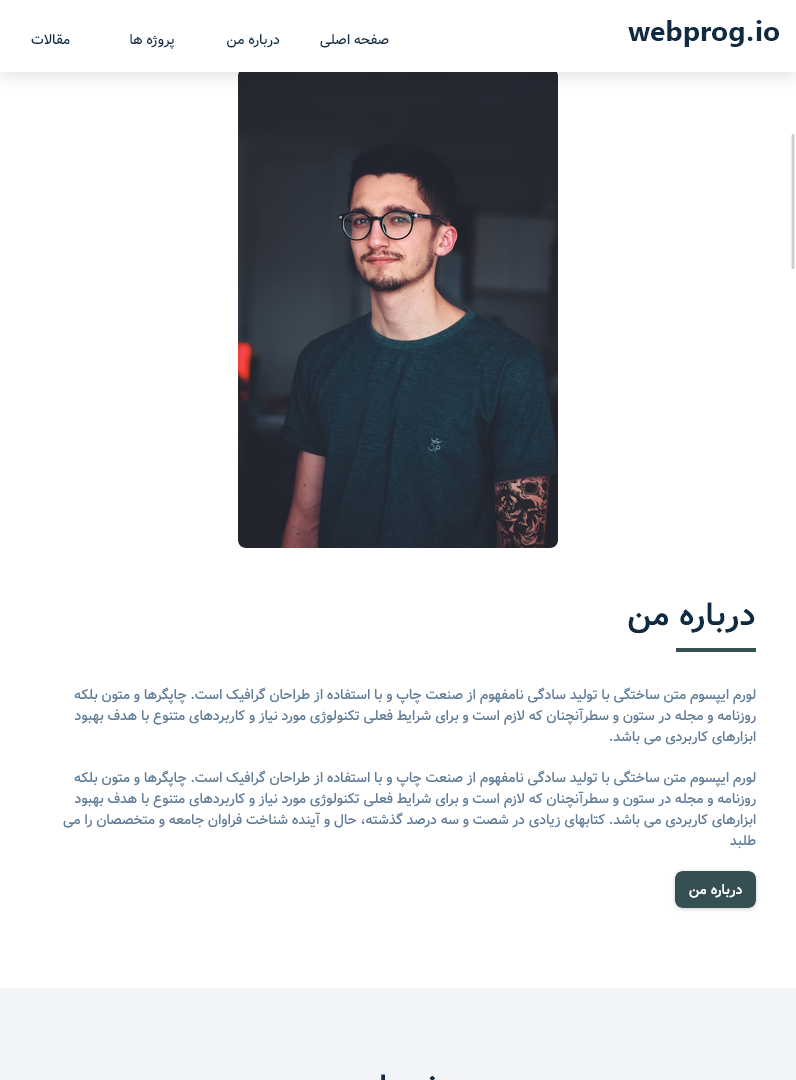 webprog.io
صفحه اصلی
درباره من
پروژه ها
مقالات
درباره من
لورم ایپسوم متن ساختگی با تولید سادگی نامفهوم از صنعت چاپ و با استفاده از طراحان گرافیک است. چاپگرها و متون بلکه
روزنامه و مجله در ستون و سطرآنچنان که لازم است و برای شرایط فعلی تکنولوژی مورد نیاز و کاربردهای متنوع با هدف بهبود
ابزارهای کاربردی می باشد.
لورم ایپسوم متن ساختگی با تولید سادگی نامفهوم از صنعت چاپ و با استفاده از طراحان گرافیک است. چاپگرها و متون بلکه
روزنامه و مجله در ستون و سطرآنچنان که لازم است و برای شرایط فعلی تکنولوژی مورد نیاز و کاربردهای متنوع با هدف بهبود
ابزارهای کاربردی می باشد. کتابهای زیادی در شصت و سه درصد گذشته، حال و آینده شناخت فراوان جامعه و متخصصان را می
طلبد
درباره من